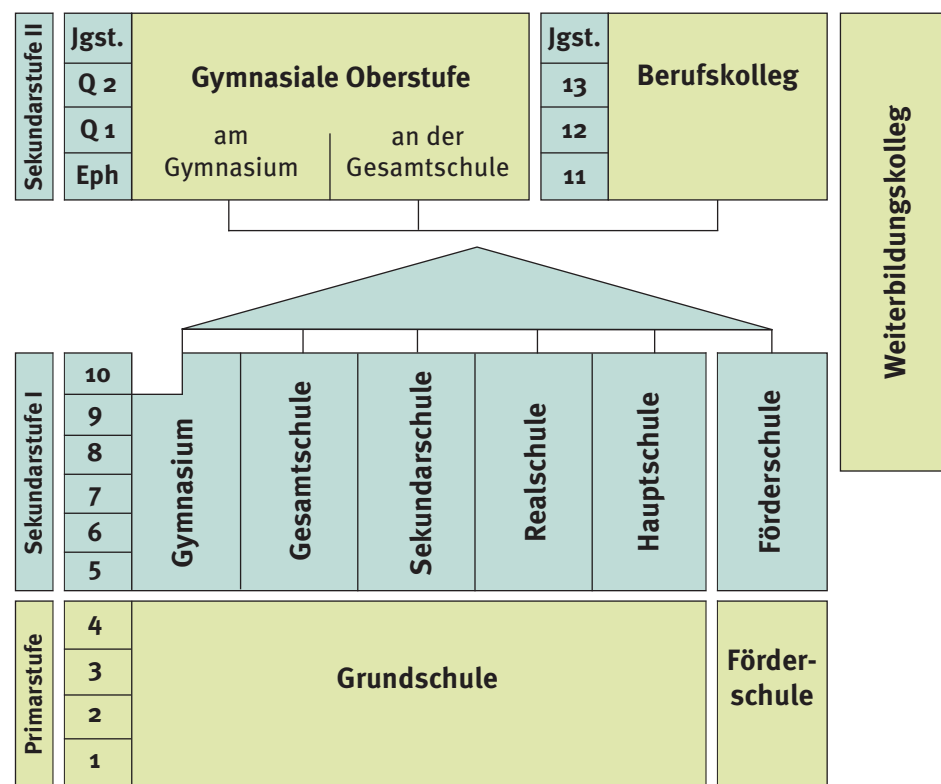 Sekundarstufe II
Jgst.
Q 2
Q 1
Eph
Gymnasiale Oberstufe
am
Gymnasium
an der
Gesamtschule
Jgst.
13
12
11
Berufskolleg
Weiterbildungskolleg
Sekundarstufe I
10
9
8
7
6
5
Gymnasium
Gesamtschule
Sekundarschule
Realschule
Hauptschule
Förderschule
Primarstufe
4
3
2
1
Grundschule
Förder-
schule